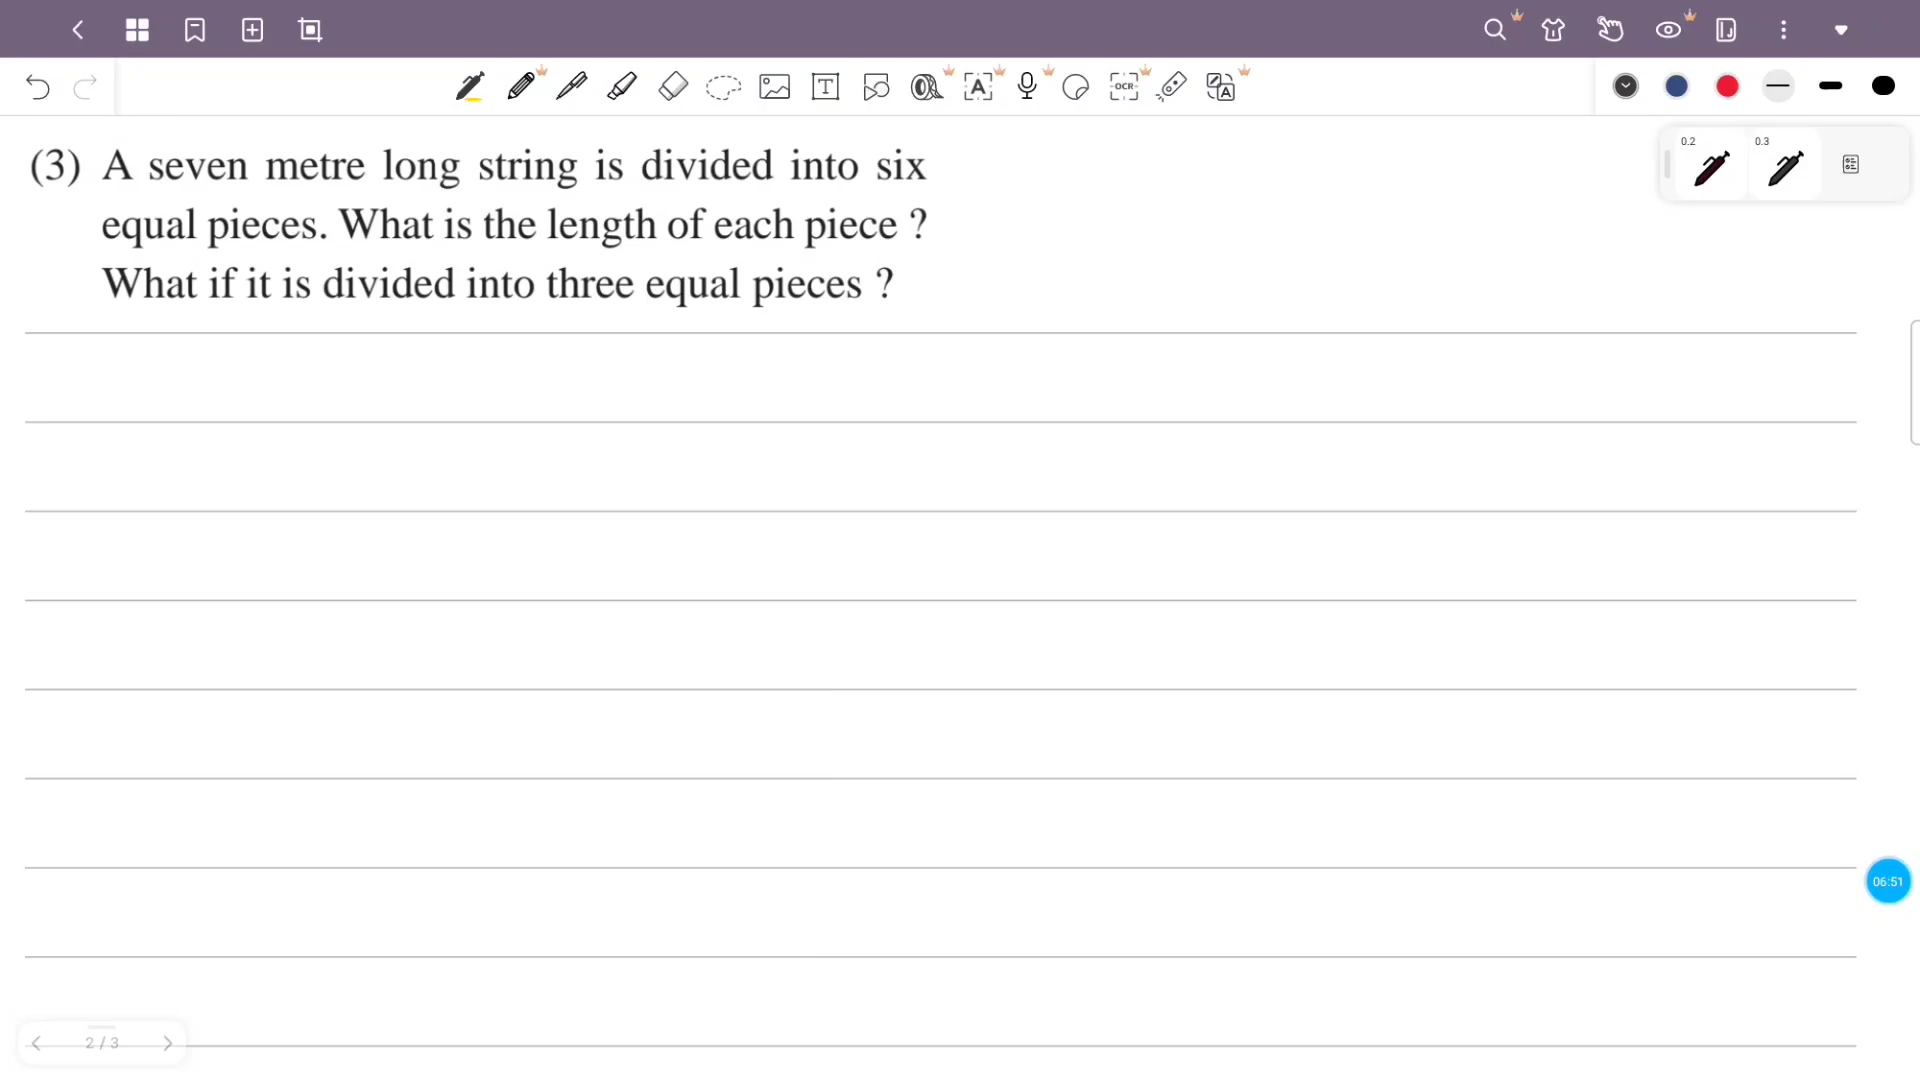 0.2
0.3
(3) A seven metre long string is divided into six
equal pieces. What is the length of each piece ?
What if it is divided into three equal pieces ?
06:51
2 / 3